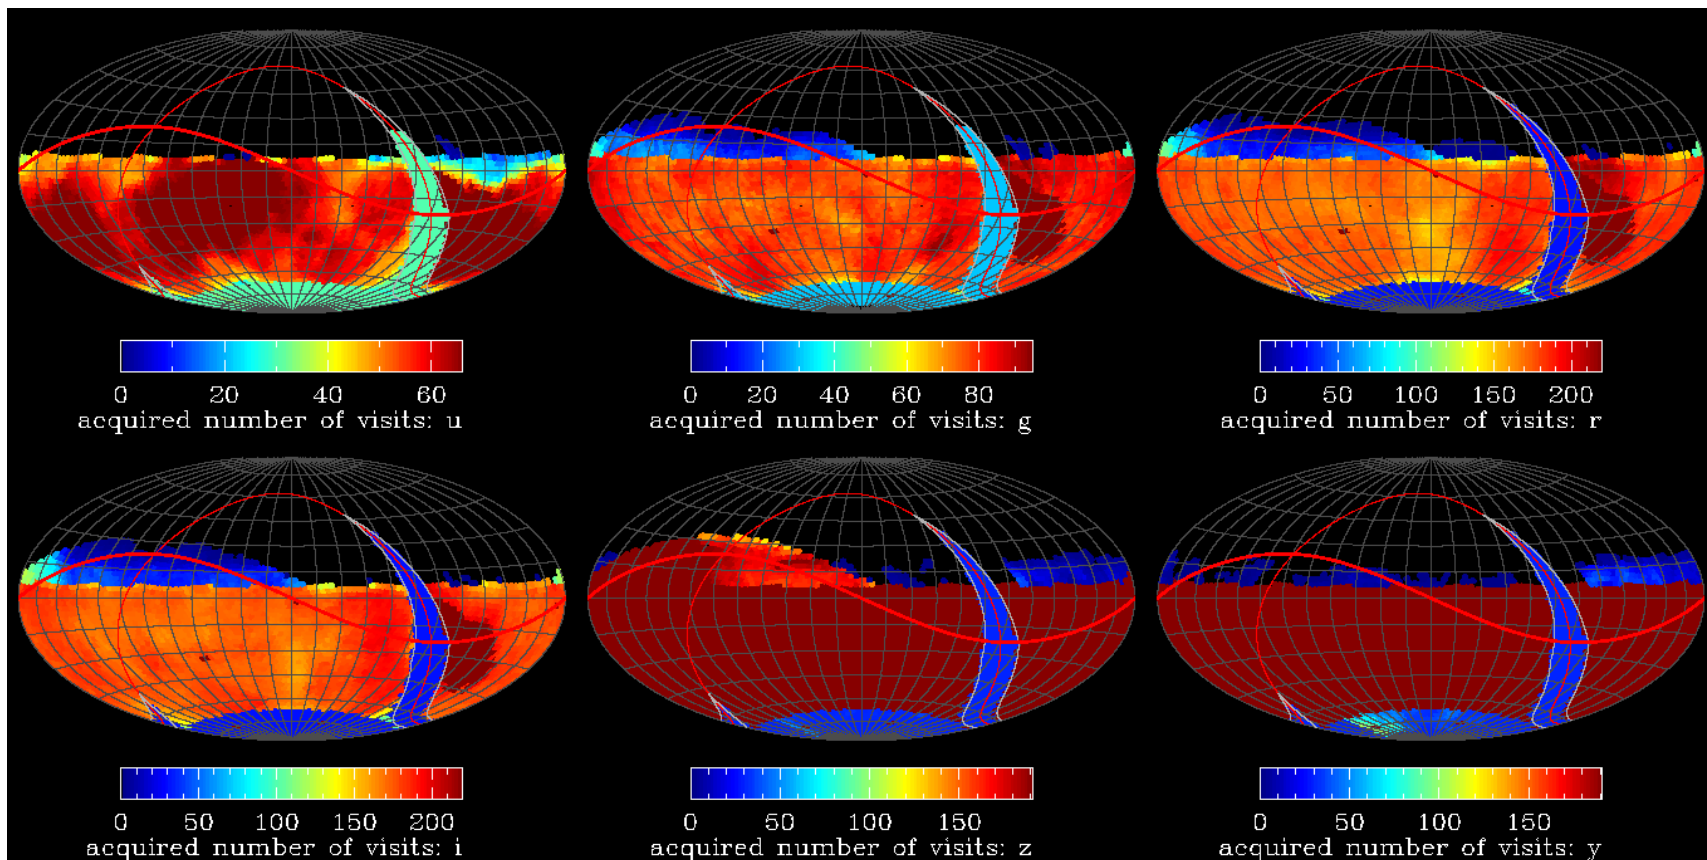 0 20 40 60
acquired number of visits: u
0 20 40 60 80
acquired number of visits: g
0 50 100 150 200
acquired number of visits: r
0 50 100 150 200
acquired number of visits: i
0 50 100 150
acquired number of visits: z
0 50 100 150
acquired number of visits: y